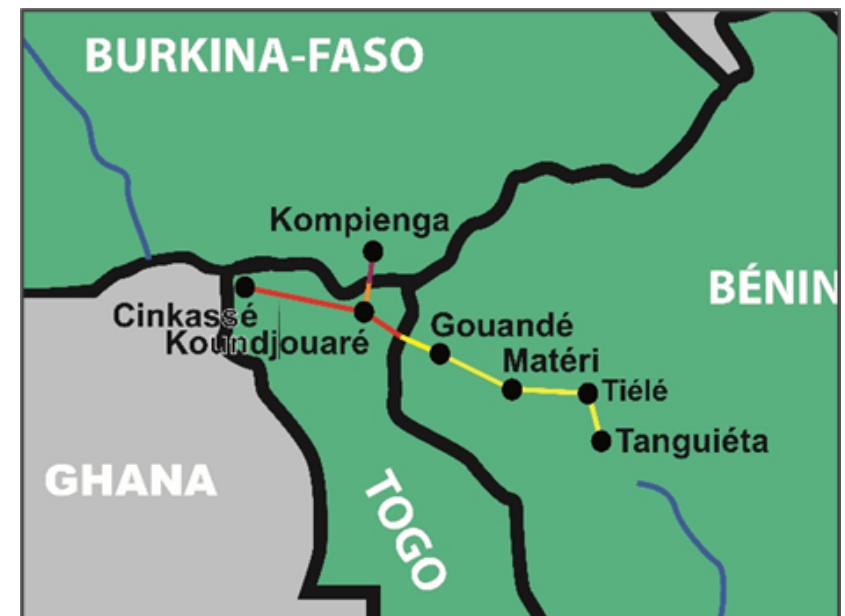 BURKINA-FASO
Kompienga
BÉNIN
Cinkassé
Gouandé
Koundjouaré
Matéri
Tiélé
Tanguiéta
GHANA
TOGO